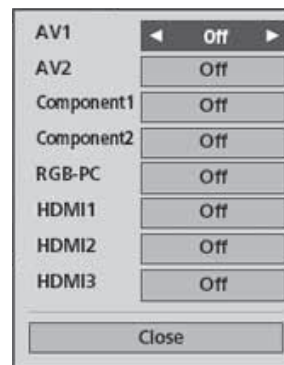 AV1 ◄ Off ►
AV2 Off
Component1 Off
Component2 Off
RGB-PC Off
HDMI1 Off
HDMI2 Off
HDMI3 Off
Close